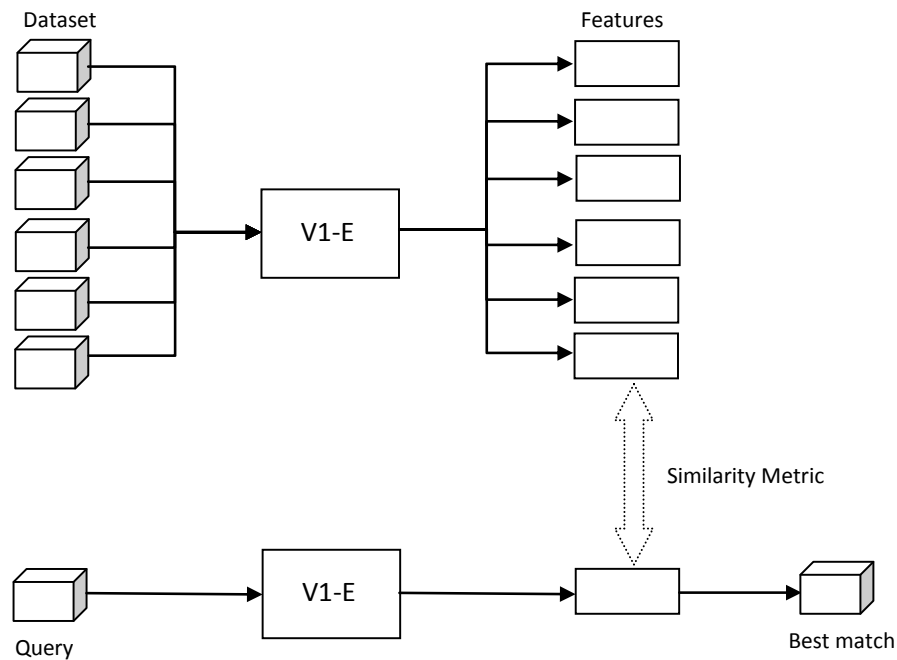 Dataset
Features
V1-E
Similarity Metric
V1-E
Query
Best match